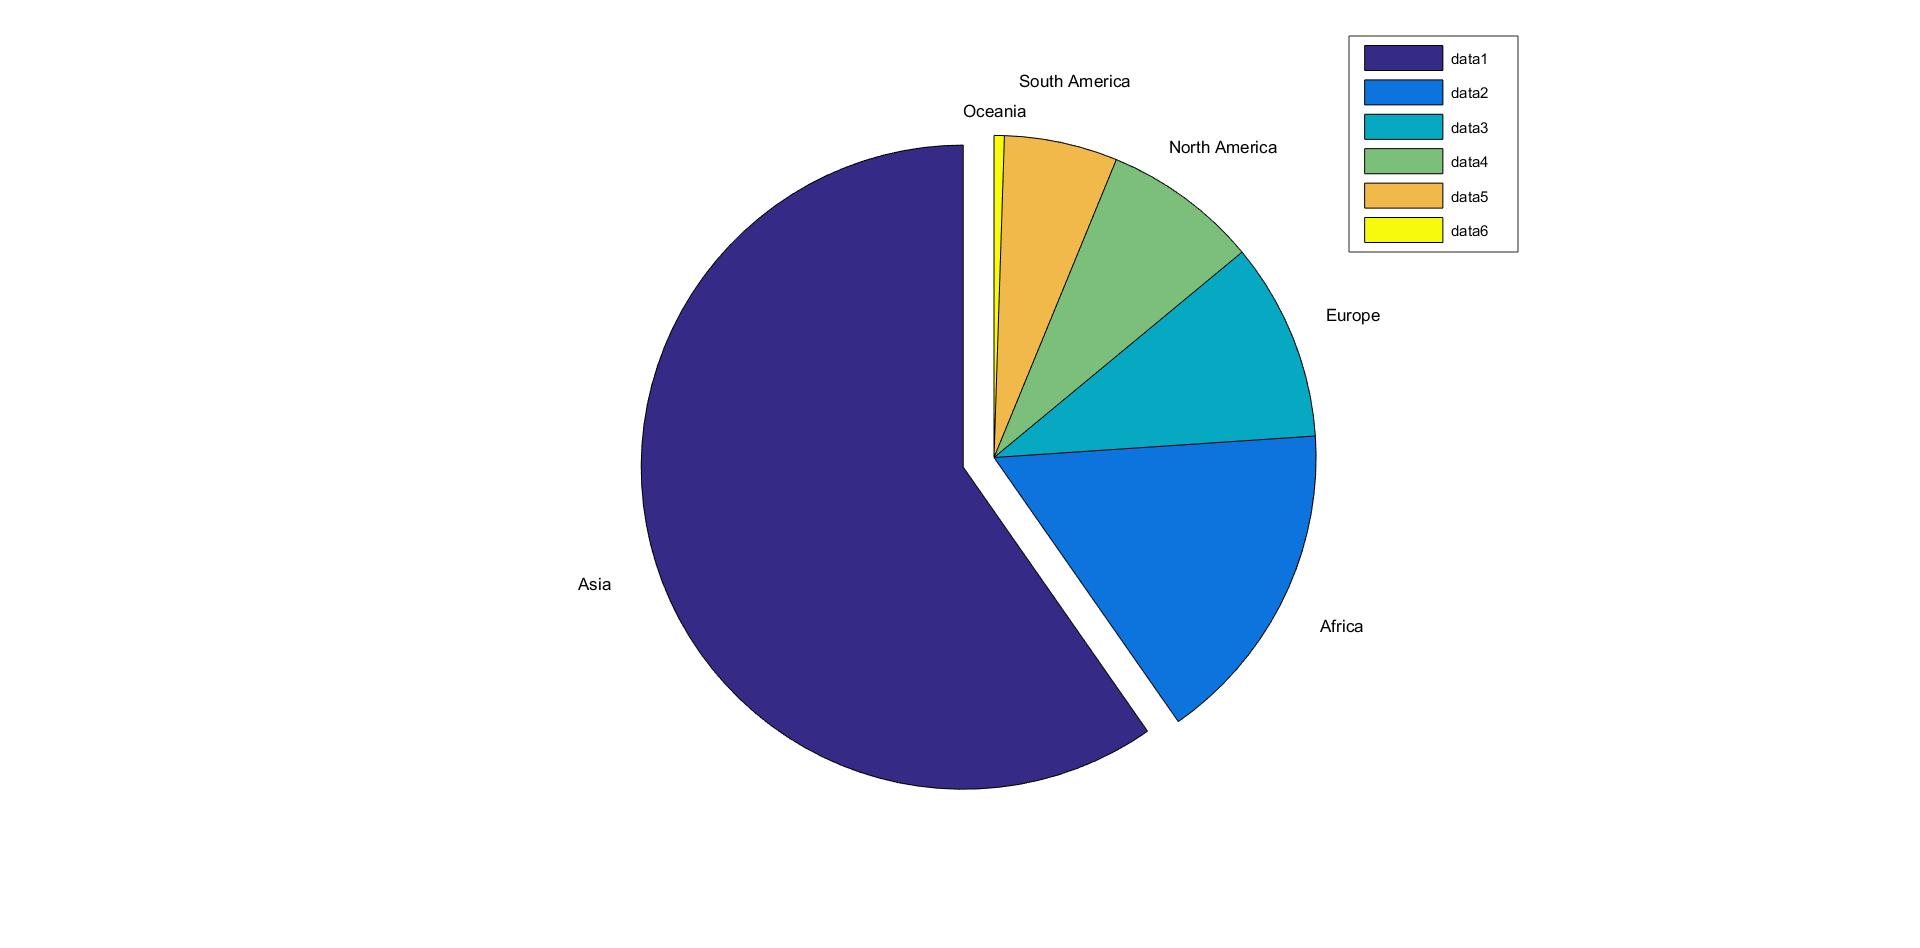 South America
Oceania
North America
Europe
Africa
Asia
data1
data2
data3
data4
data5
data6